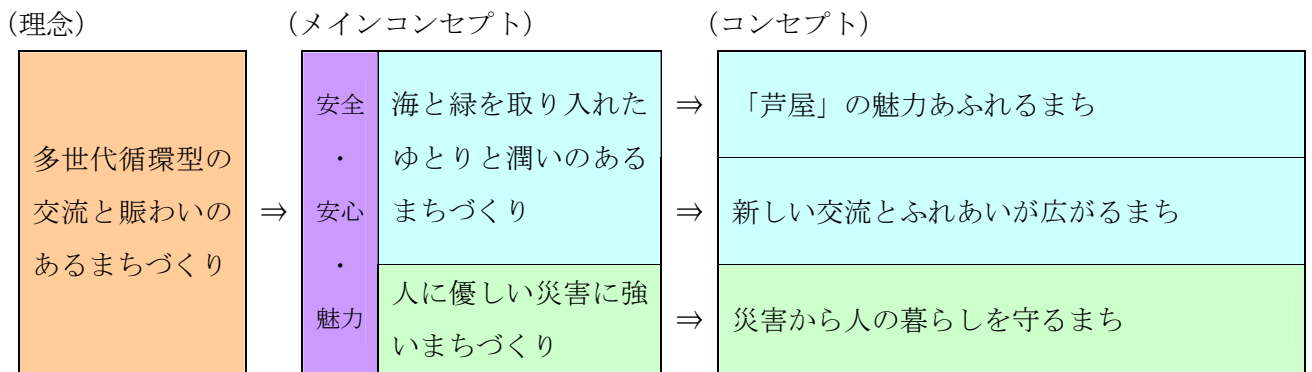 （理念）
（メインコンセプト）
（コンセプト）
多世代循環型の
交流と賑わいの
あるまちづくり
⇒
安全
・
安心
・
魅力
海と緑を取り入れた
ゆとりと潤いのある
まちづくり
人に優しい災害に強
いまちづくり
⇒
「芦屋」の魅力あふれるまち
⇒
新しい交流とふれあいが広がるまち
⇒
災害から人の暮らしを守るまち